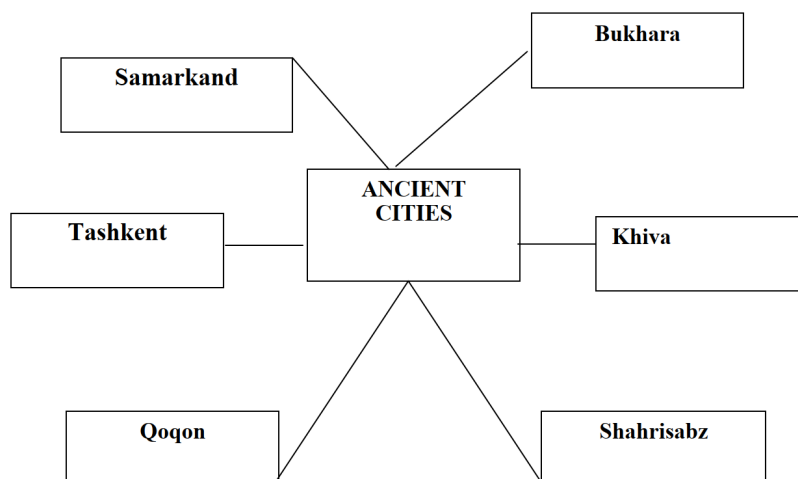 Bukhara
Samarkand
ANCIENT
CITIES
Tashkent
Khiva
Qoqon
Shahrisabz